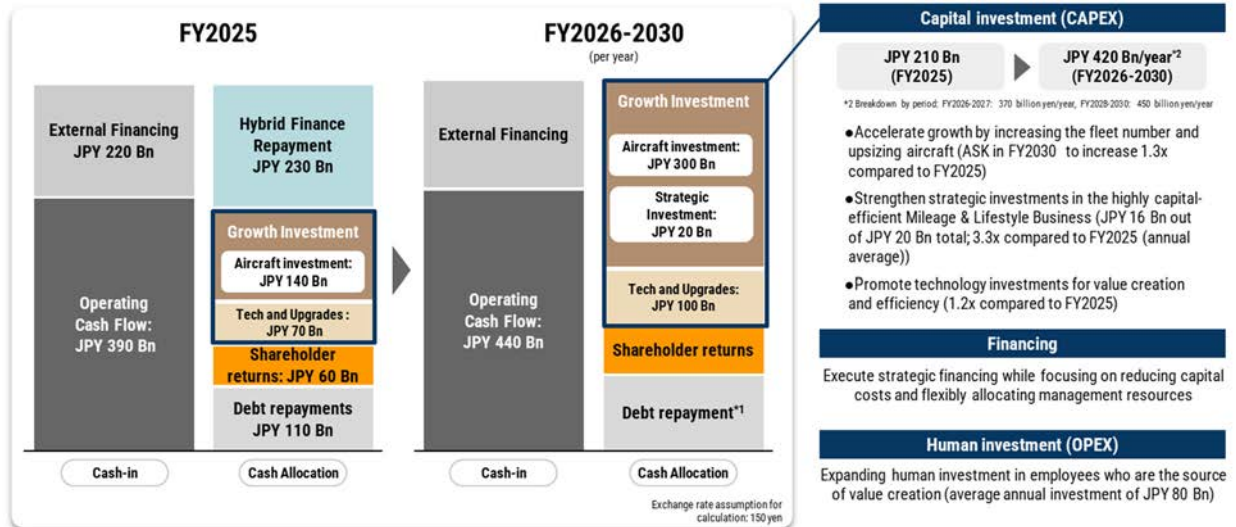 FY2025
External Financing
JPY 220 Bn
Operating
Cash Flow:
JPY 390 Bn
Cash-in
Hybrid Finance
Repayment
JPY 230 Bn
Growth Investment
Aircraft investment:
JPY 140 Bn
Tech and Upgrades :
JPY 70 Bn
Shareholder
returns: JPY 60 Bn
Debt repayments
JPY 110 Bn
Cash Allocation
FY2026-2030
(per year)
External Financing
Operating
Cash Flow:
JPY 440 Bn
Cash-in
Growth Investment
Aircraft investment:
JPY 300 Bn
Strategic
Investment:
JPY 20 Bn
Tech and Upgrades:
JPY 100 Bn
Shareholder returns
Debt repayment*1
Cash Allocation
Exchange rate assumption for
calculation: 150 yen
Capital investment (CAPEX)
JPY 210 Bn
(FY2025)
JPY 420 Bn/year*2
(FY2026-2030)
*2 Breakdown by period: FY2026-2027: 370 billion yen/year, FY2028-2030: 450 billion yen/year
●Accelerate growth by increasing the fleet number and
upsizing aircraft (ASK in FY2030 to increase 1.3x
compared to FY2025)
●Strengthen strategic investments in the highly capital-
efficient Mileage & Lifestyle Business (JPY 16 Bn out
of JPY 20 Bn total; 3.3x compared to FY2025 (annual
average))
●Promote technology investments for value creation
and efficiency (1.2x compared to FY2025)
Financing
Execute strategic financing while focusing on reducing capital
costs and flexibly allocating management resources
Human investment (OPEX)
Expanding human investment in employees who are the source
of value creation (average annual investment of JPY 80 Bn)